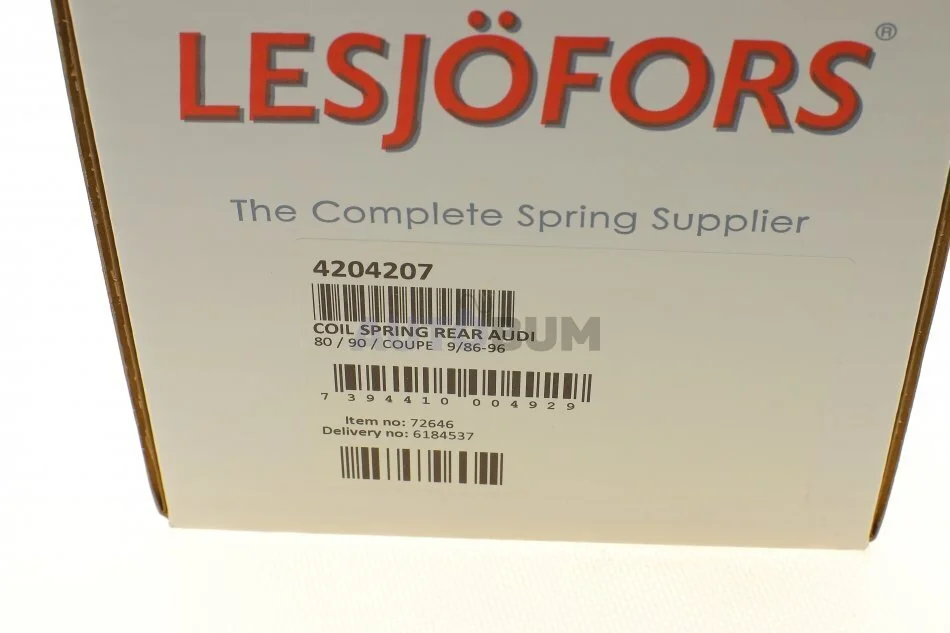 LESJÖFORS®
The Complete Spring Supplier
4204207
AUTOBUM
COIL SPRING REAR AUDI
80 / 90 / COUPE 9/86-96
7 394410 004929
Item no: 72646
Delivery no: 6184537